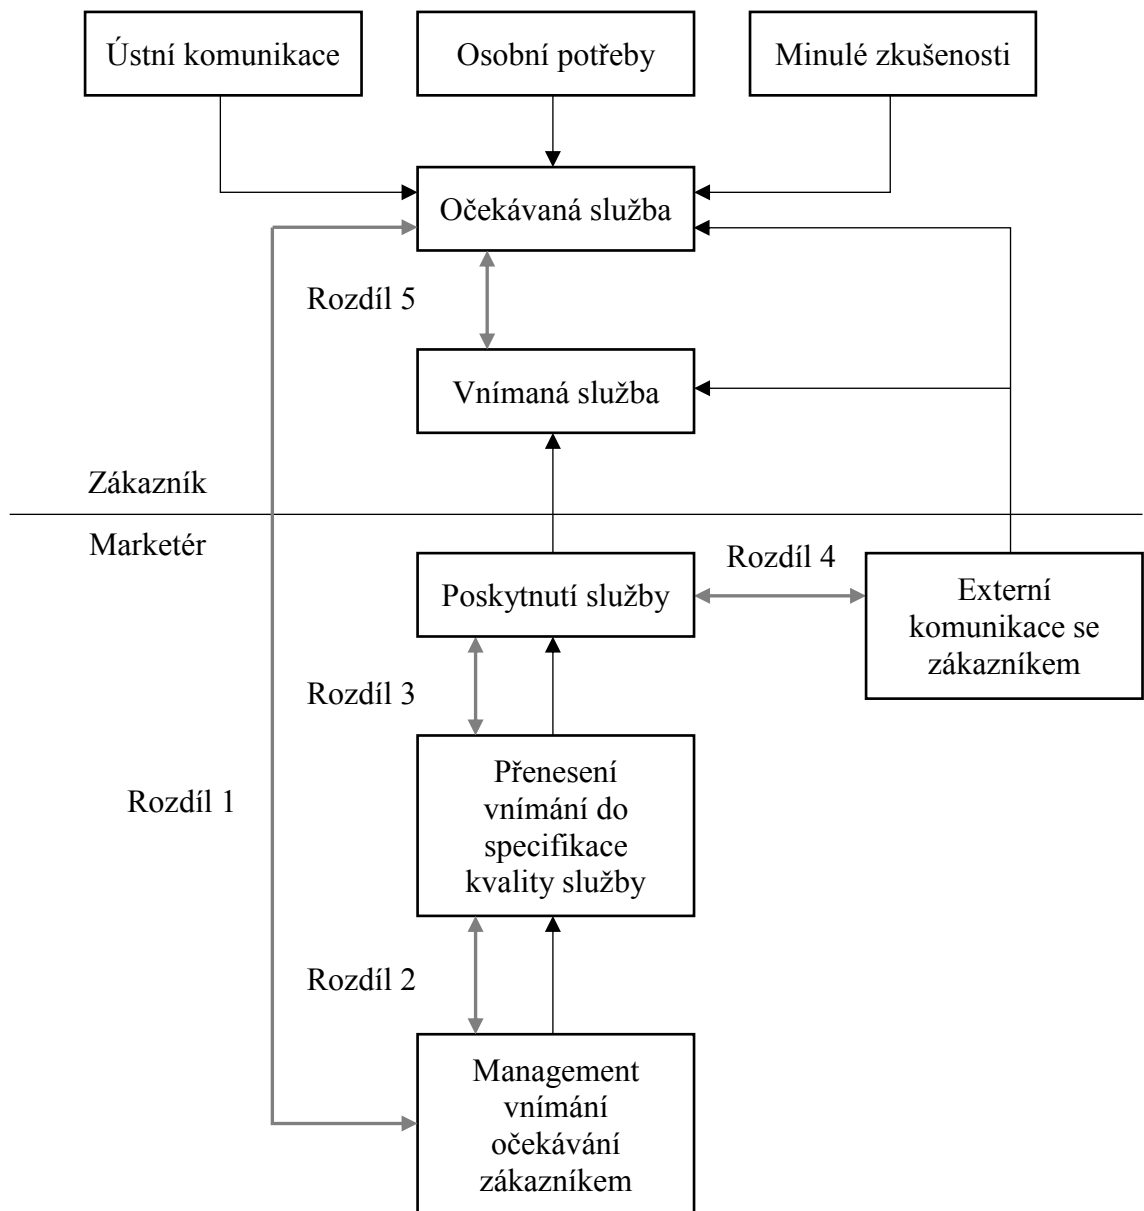 Ústní komunikace
Osobní potřeby
Minulé zkušenosti
Očekávaná služba
Rozdíl 5
Vnímaná služba
Zákazník
Marketér
Rozdíl 4
Poskytnutí služby
Externí
komunikace se
zákazníkem
Rozdíl 3
Přenesení
vnímání do
specifikace
kvality služby
Rozdíl 1
Rozdíl 2
Management
vnímání
očekávání
zákazníkem